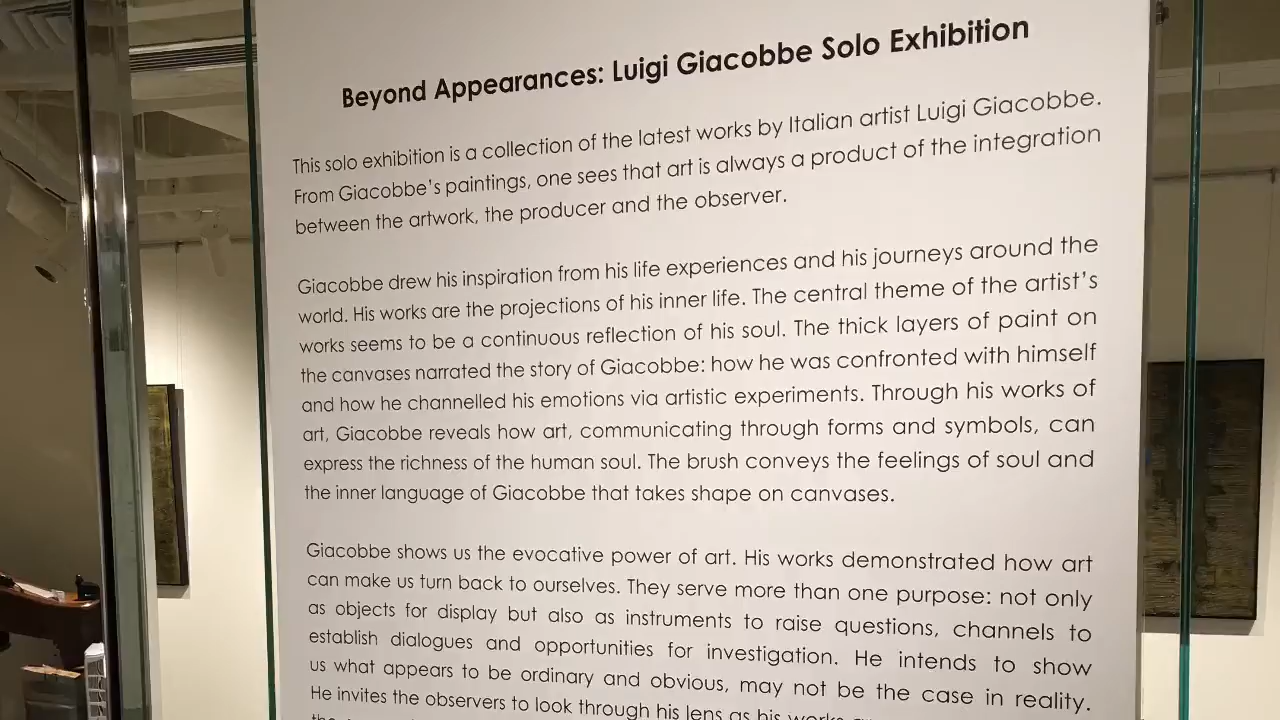 Beyond Appearances: Luigi Giacobbe Solo Exhibition
This solo exhibition is a collection of the latest works by Italian artist Luigi Giacobbe.
From Giacobbe's paintings, one sees that art is always a product of the integration
between the artwork, the producer and the observer.
Giacobbe drew his inspiration from his life experiences and his journeys around the
world. His works are the projections of his inner life. The central theme of the artist's
works seems to be a continuous reflection of his soul. The thick layers of paint on
the canvases narrated the story of Giacobbe: how he was confronted with himself
and how he channelled his emotions via artistic experiments. Through his works of
art, Giacobbe reveals how art, communicating through forms and symbols, can
express the richness of the human soul. The brush conveys the feelings of soul and
the inner language of Giacobbe that takes shape on canvases.
Giacobbe shows us the evocative power of art. His works demonstrated how art
can make us turn back to ourselves. They serve more than one purpose: not only
as objects for display but also as instruments to raise questions, channels to
establish dialogues and opportunities for investigation. He intends to show
us what appears to be ordinary and obvious, may not be the case in reality.
He invites the observers to look through his lens as his works